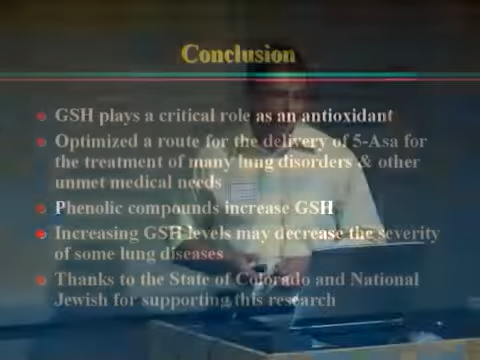 Conclusion
GSH plays a critical role as an antioxidant
Optimized a route for the delivery of 5-Asa for
the treatment of many lung disorders & other
unmet medical needs
Phenolic compounds increase GSH
Increasing GSH levels may decrease the severity
of some lung diseases
Thanks to the State of Colorado and National
Jewish for supporting this research